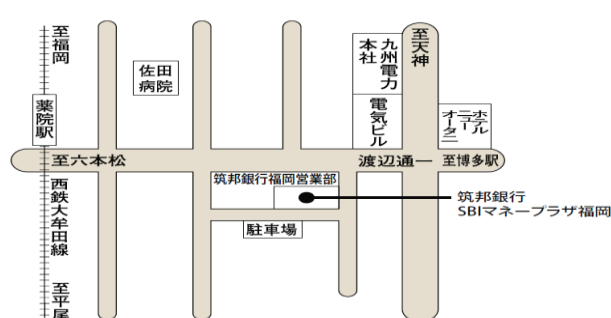 至福岡
薬院駅
西鉄大牟田線
至平尾
佐田
病院
九州電力
本社
電気ビル
至天神
ホテル
ニュー
オータニ
至六本松
渡辺通一
至博多駅
筑邦銀行福岡営業部
筑邦銀行
SBIマネープラザ福岡
駐車場